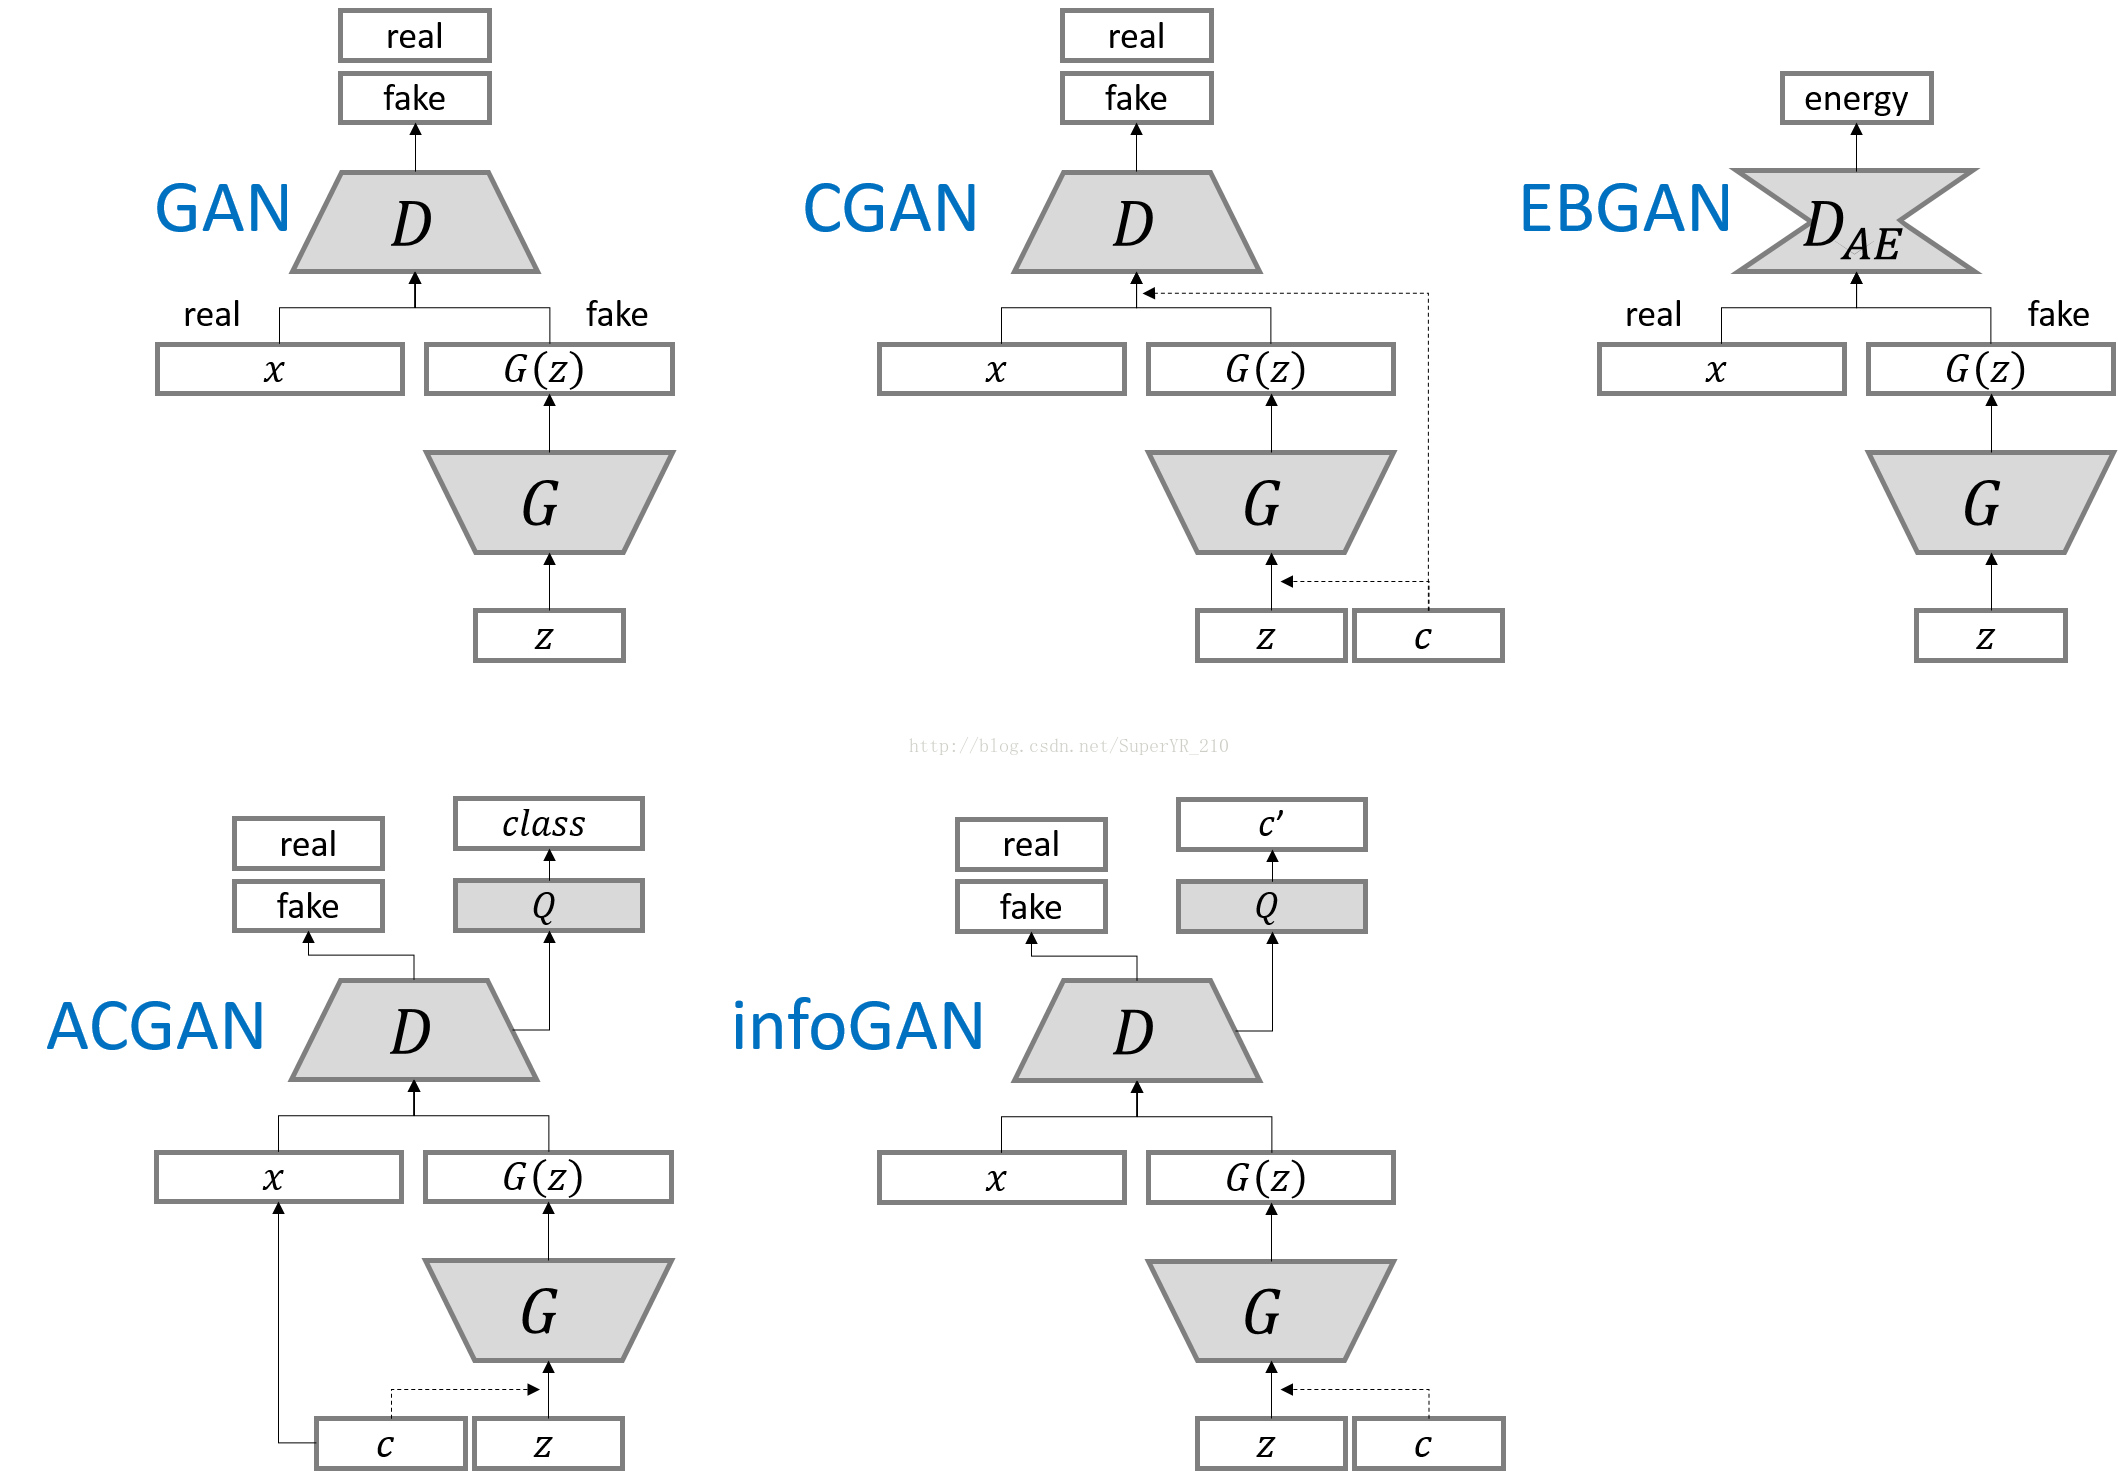 real
fake
GAN
D
real
fake
x
G(z)
G
z
real
fake
CGAN
D
x
G(z)
G
z
c
energy
EBGAN
D_AE
real
fake
x
G(z)
G
z
http://blog.csdn.net/SuperYR_210
real
fake
class
Q
ACGAN
D
x
G(z)
G
c
z
real
fake
c’
Q
infoGAN
D
x
G(z)
G
z
c